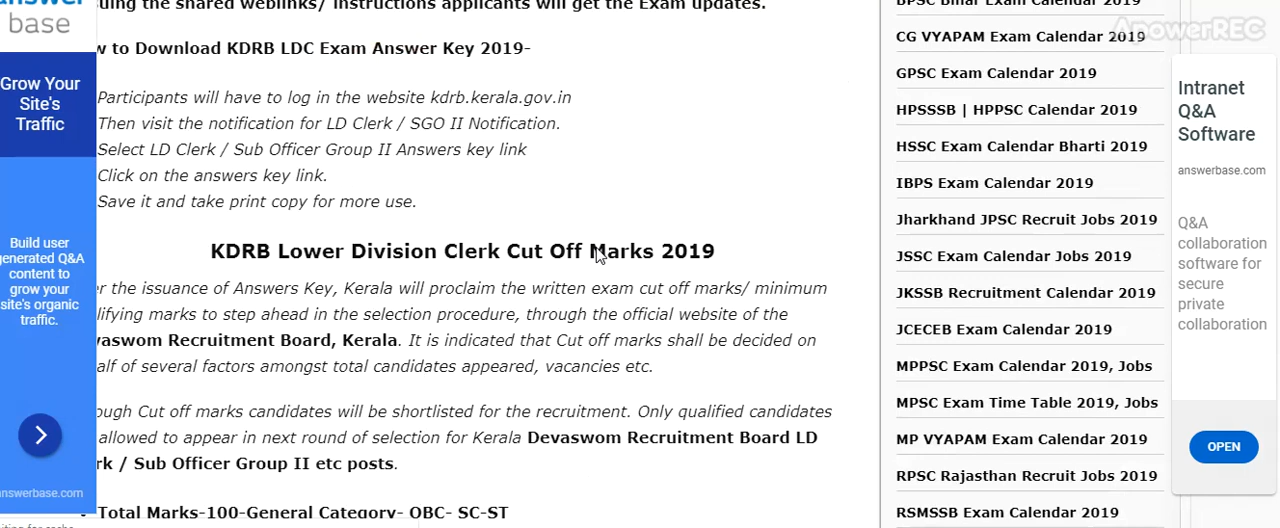 suing the shared weblinks/ instructions applicants will get the Exam updates.
w to Download KDRB LDC Exam Answer Key 2019-
Participants will have to log in the website kdrb.kerala.gov.in
Then visit the notification for LD Clerk / SGO II Notification.
Select LD Clerk / Sub Officer Group II Answers key link
Click on the answers key link.
Save it and take print copy for more use.
KDRB Lower Division Clerk Cut Off Marks 2019
er the issuance of Answers Key, Kerala will proclaim the written exam cut off marks/ minimum
lifying marks to step ahead in the selection procedure, through the official website of the
vaswom Recruitment Board, Kerala. It is indicated that Cut off marks shall be decided on
alf of several factors amongst total candidates appeared, vacancies etc.
ough Cut off marks candidates will be shortlisted for the recruitment. Only qualified candidates
allowed to appear in next round of selection for Kerala Devaswom Recruitment Board LD
rk / Sub Officer Group II etc posts.
Total Marks-100-General Category- OBC- SC-ST
answer
base
Grow Your
Site's
Traffic
Build user
generated Q&A
content to
grow your
site's organic
traffic.
answerbase.com
BPSC Bihar Exam Calendar 2019
CG VYAPAM Exam Calendar 2019
GPSC Exam Calendar 2019
HPSSSB | HPPSC Calendar 2019
HSSC Exam Calendar Bharti 2019
IBPS Exam Calendar 2019
Jharkhand JPSC Recruit Jobs 2019
JSSC Exam Calendar Jobs 2019
JKSSB Recruitment Calendar 2019
JCECEB Exam Calendar 2019
MPPSC Exam Calendar 2019, Jobs
MPSC Exam Time Table 2019, Jobs
MP VYAPAM Exam Calendar 2019
RPSC Rajasthan Recruit Jobs 2019
RSMSSB Exam Calendar 2019
ApowerREC
Intranet
Q&A
Software
answerbase.com
Q&A
collaboration
software for
secure
private
collaboration
OPEN